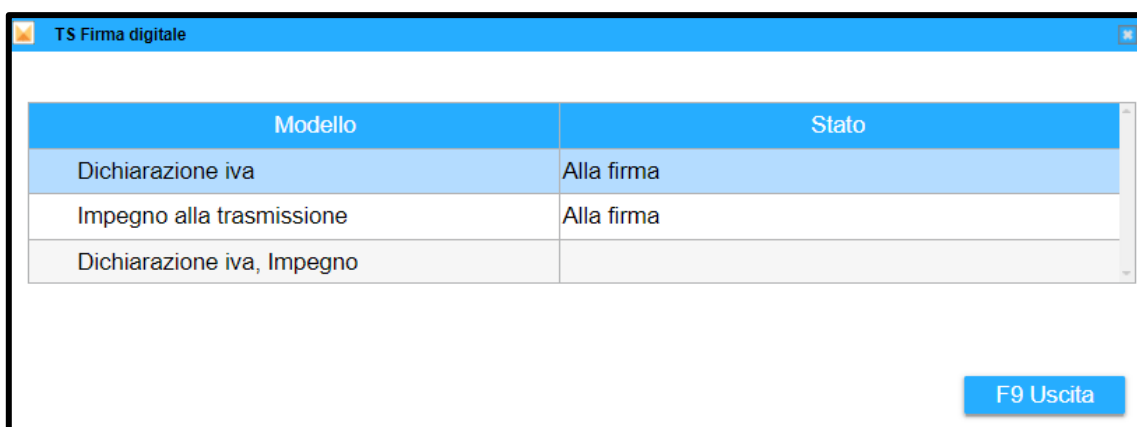 TS Firma digitale
Modello Stato
Dichiarazione iva Alla firma
Impegno alla trasmissione Alla firma
Dichiarazione iva, Impegno
F9 Uscita